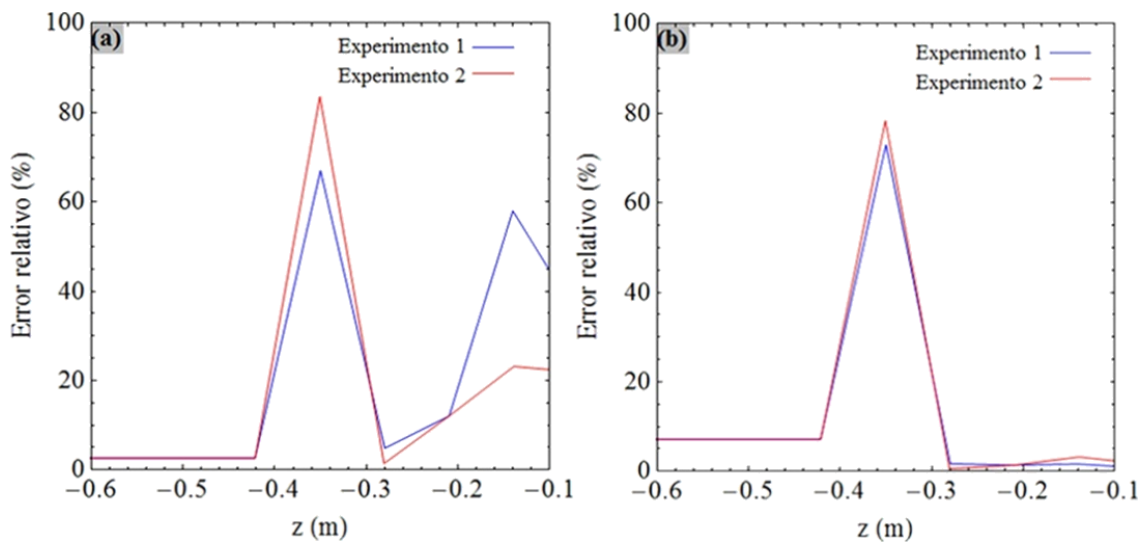 (a)
Experimento 1
Experimento 2
Error relativo (%)
100
80
60
40
20
0
−0.6 −0.5 −0.4 −0.3 −0.2 −0.1
z (m)
(b)
Experimento 1
Experimento 2
Error relativo (%)
100
80
60
40
20
0
−0.6 −0.5 −0.4 −0.3 −0.2 −0.1
z (m)